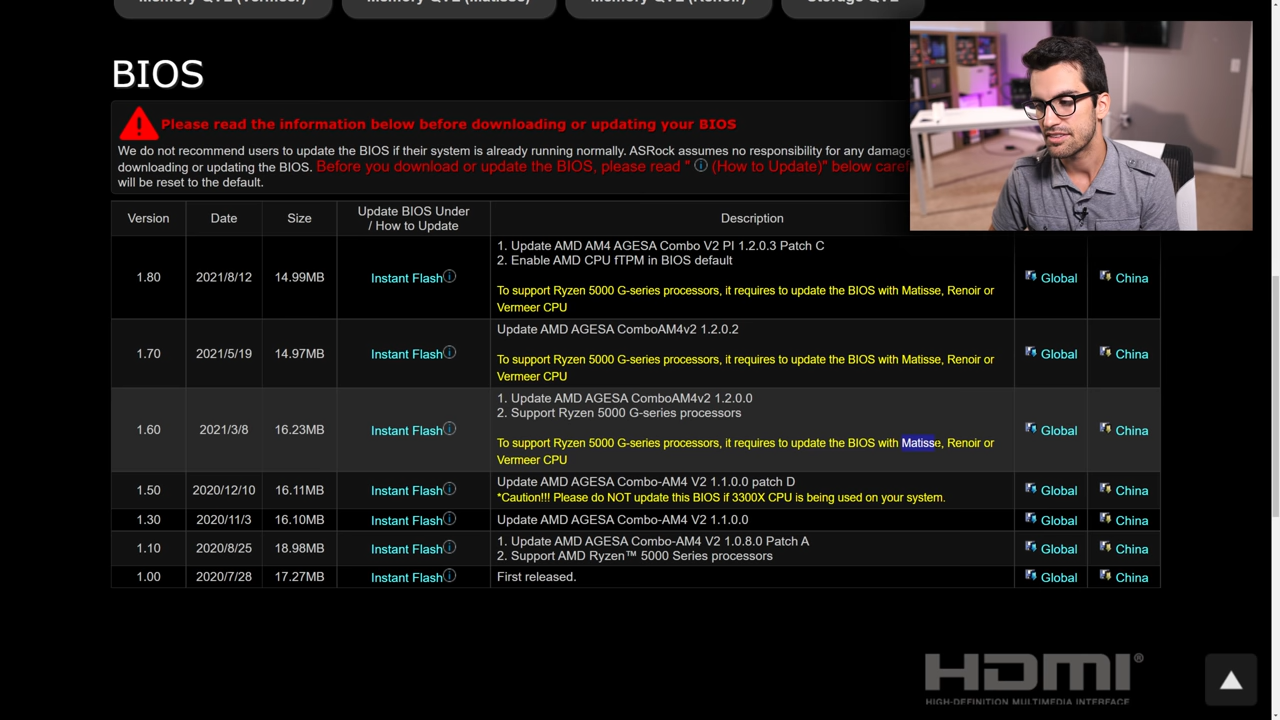 Memory QVL (Vermeer) Memory QVL (Matisse) Memory QVL (Renoir) Storage QVL
BIOS
Please read the information below before downloading or updating your BIOS
We do not recommend users to update the BIOS if their system is already running normally. ASRock assumes no responsibility for any damage
downloading or updating the BIOS. Before you download or update the BIOS, please read " (How to Update)" below caref
will be reset to the default.
Version Date Size Update BIOS Under / How to Update Description
1.80 2021/8/12 14.99MB Instant Flash 1. Update AMD AM4 AGESA Combo V2 PI 1.2.0.3 Patch C
2. Enable AMD CPU fTPM in BIOS default
To support Ryzen 5000 G-series processors, it requires to update the BIOS with Matisse, Renoir or
Vermeer CPU
Global China
1.70 2021/5/19 14.97MB Instant Flash Update AMD AGESA ComboAM4v2 1.2.0.2
To support Ryzen 5000 G-series processors, it requires to update the BIOS with Matisse, Renoir or
Vermeer CPU
Global China
1.60 2021/3/8 16.23MB Instant Flash 1. Update AMD AGESA ComboAM4v2 1.2.0.0
2. Support Ryzen 5000 G-series processors
To support Ryzen 5000 G-series processors, it requires to update the BIOS with Matisse, Renoir or
Vermeer CPU
Global China
1.50 2020/12/10 16.11MB Instant Flash Update AMD AGESA Combo-AM4 V2 1.1.0.0 patch D
*Caution!!! Please do NOT update this BIOS if 3300X CPU is being used on your system.
Global China
1.30 2020/11/3 16.10MB Instant Flash Update AMD AGESA Combo-AM4 V2 1.1.0.0 Global China
1.10 2020/8/25 18.98MB Instant Flash 1. Update AMD AGESA Combo-AM4 V2 1.0.8.0 Patch A
2. Support AMD Ryzen™ 5000 Series processors
Global China
1.00 2020/7/28 17.27MB Instant Flash First released. Global China
HDMI®
HIGH-DEFINITION MULTIMEDIA INTERFACE